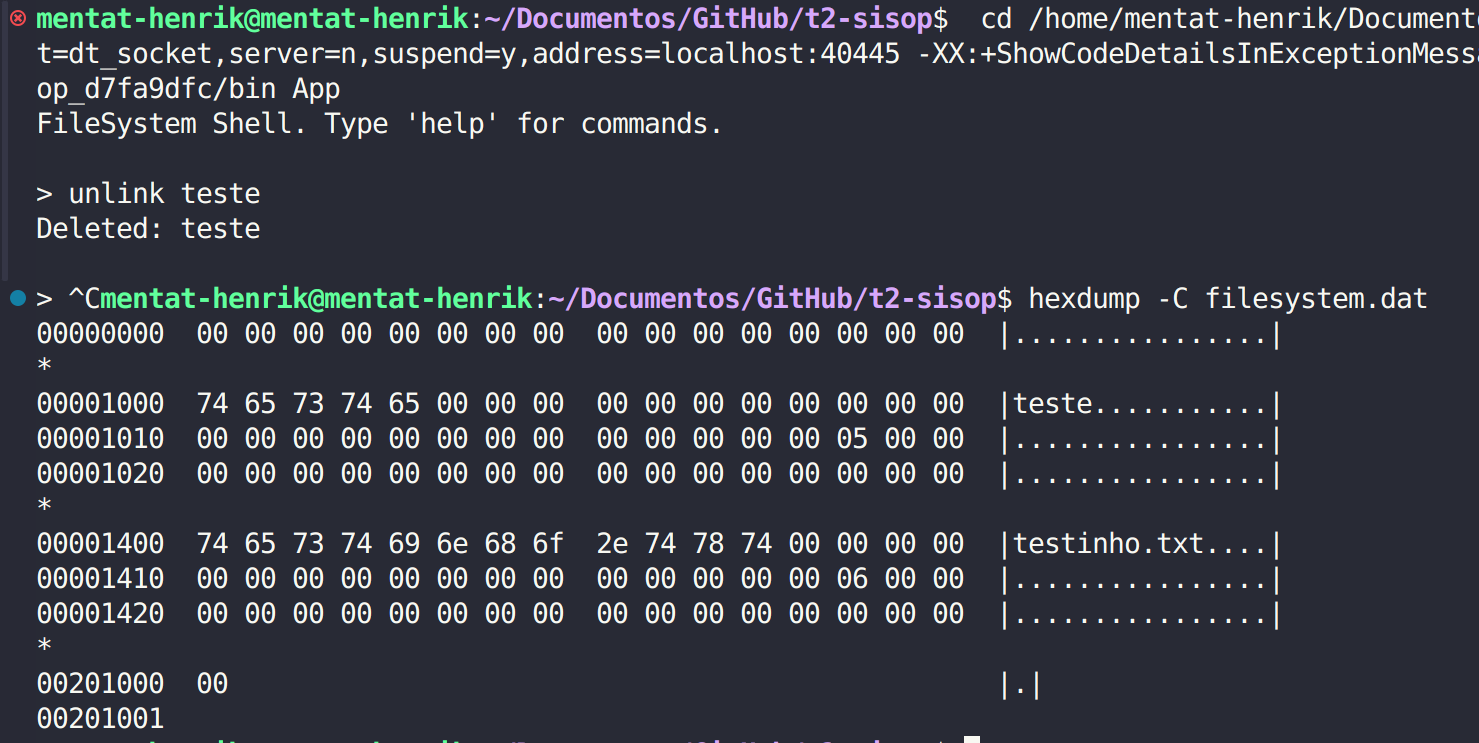 mentat-henrik@mentat-henrik:~/Documentos/GitHub/t2-sisop$  cd /home/mentat-henrik/Document
t=dt_socket,server=n,suspend=y,address=localhost:40445 -XX:+ShowCodeDetailsInExceptionMess
op_d7fa9dfc/bin App
FileSystem Shell. Type 'help' for commands.
> unlink teste
Deleted: teste
> ^Cmentat-henrik@mentat-henrik:~/Documentos/GitHub/t2-sisop$ hexdump -C filesystem.dat
00000000  00 00 00 00 00 00 00 00  00 00 00 00 00 00 00 00  |................|
*
00001000  74 65 73 74 65 00 00 00  00 00 00 00 00 00 00 00  |teste...........|
00001010  00 00 00 00 00 00 00 00  00 00 00 00 00 05 00 00  |................|
00001020  00 00 00 00 00 00 00 00  00 00 00 00 00 00 00 00  |................|
*
00001400  74 65 73 74 69 6e 68 6f  2e 74 78 74 00 00 00 00  |testinho.txt....|
00001410  00 00 00 00 00 00 00 00  00 00 00 00 00 06 00 00  |................|
00001420  00 00 00 00 00 00 00 00  00 00 00 00 00 00 00 00  |................|
*
00201000  00                                                |.|
00201001